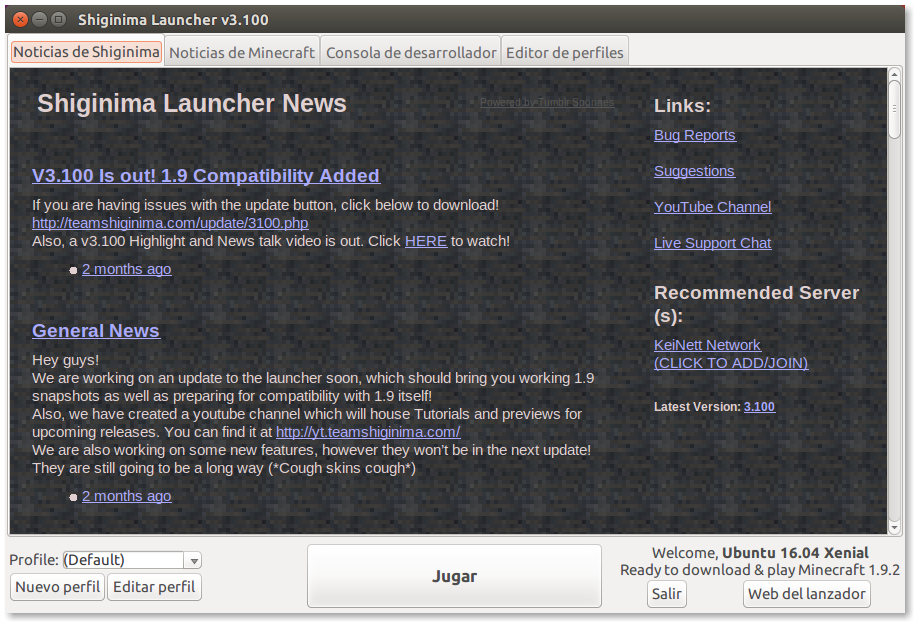 Shiginima Launcher v3.100
Noticias de Shiginima
Noticias de Minecraft
Consola de desarrollador
Editor de perfiles
Shiginima Launcher News
Powered by Tumblr Sponges
V3.100 Is out! 1.9 Compatibility Added
If you are having issues with the update button, click below to download!
http://teamshiginima.com/update/3100.php
Also, a v3.100 Highlight and News talk video is out. Click HERE to watch!
2 months ago
General News
Hey guys!
We are working on an update to the launcher soon, which should bring you working 1.9
snapshots as well as preparing for compatibility with 1.9 itself!
Also, we have created a youtube channel which will house Tutorials and previews for
upcoming releases. You can find it at http://yt.teamshiginima.com/
We are also working on some new features, however they won't be in the next update!
They are still going to be a long way (*Cough skins cough*)
2 months ago
Links:
Bug Reports
Suggestions
YouTube Channel
Live Support Chat
Recommended Server
(s):
KeiNett Network
(CLICK TO ADD/JOIN)
Latest Version: 3.100
Profile: (Default)
Nuevo perfil
Editar perfil
Jugar
Welcome, Ubuntu 16.04 Xenial
Ready to download & play Minecraft 1.9.2
Salir
Web del lanzador